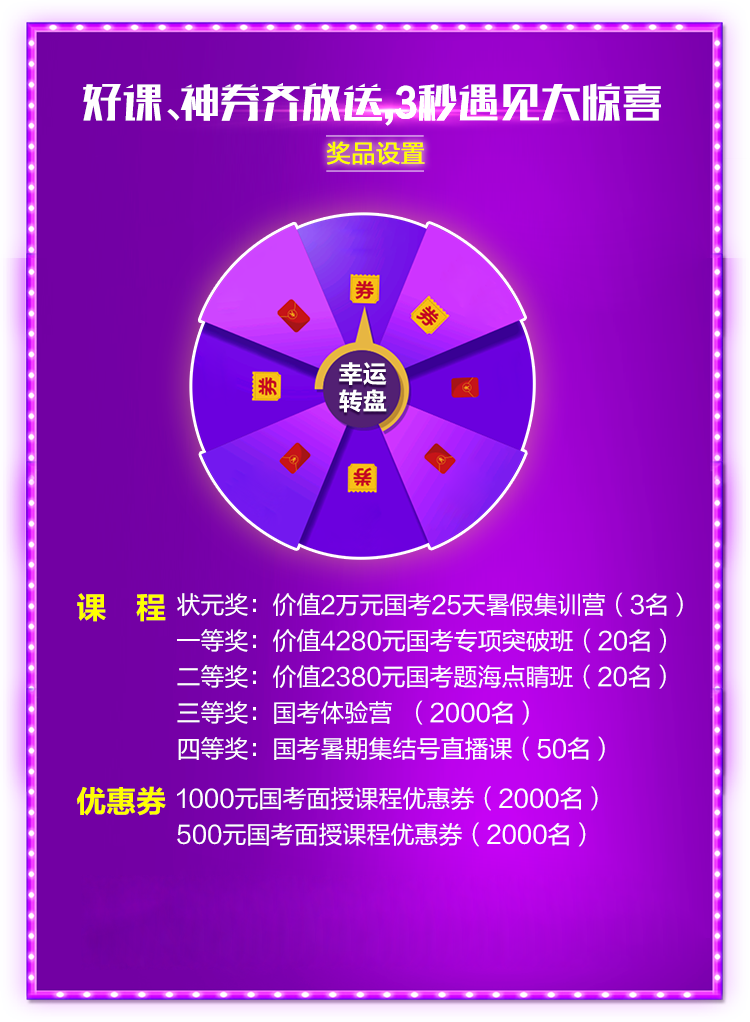 好课、神券齐放送,3秒遇见大惊喜
奖品设置
券
券
券
券
幸运
转盘
课 程 状元奖：价值2万元国考25天暑假集训营（3名）
一等奖：价值4280元国考专项突破班（20名）
二等奖：价值2380元国考题海点睛班（20名）
三等奖：国考体验营 （2000名）
四等奖：国考暑期集结号直播课（50名）
优惠券 1000元国考面授课程优惠券（2000名）
500元国考面授课程优惠券（2000名）